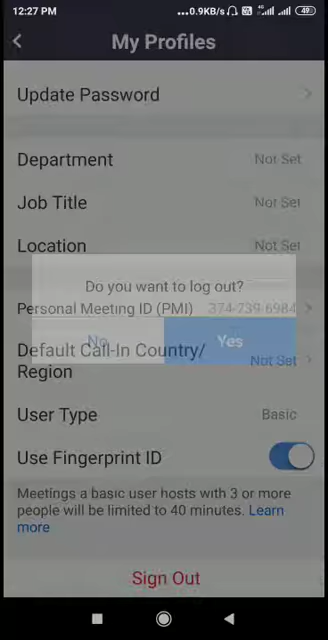 12:27 PM
...0.9KB/s 4G 49
My Profiles
Update Password
Department Not Set
Job Title Not Set
Location Not Set
Do you want to log out?
Personal Meeting ID (PMI) 374-739-6984
No Yes
Default Call-In Country/
Region Not Set
User Type Basic
Use Fingerprint ID
Meetings a basic user hosts with 3 or more
people will be limited to 40 minutes. Learn
more
Sign Out